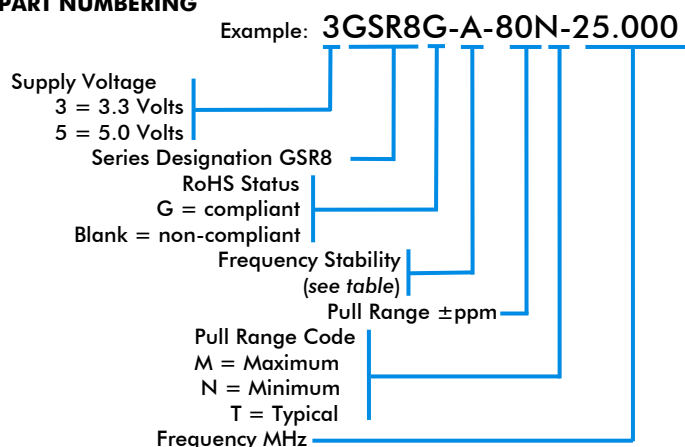 PART NUMBERING
Example: 3GSR8G-A-80N-25.000
Supply Voltage
3 = 3.3 Volts
5 = 5.0 Volts
Series Designation GSR8
RoHS Status
G = compliant
Blank = non-compliant
Frequency Stability
(see table)
Pull Range ±ppm
Pull Range Code
M = Maximum
N = Minimum
T = Typical
Frequency MHz